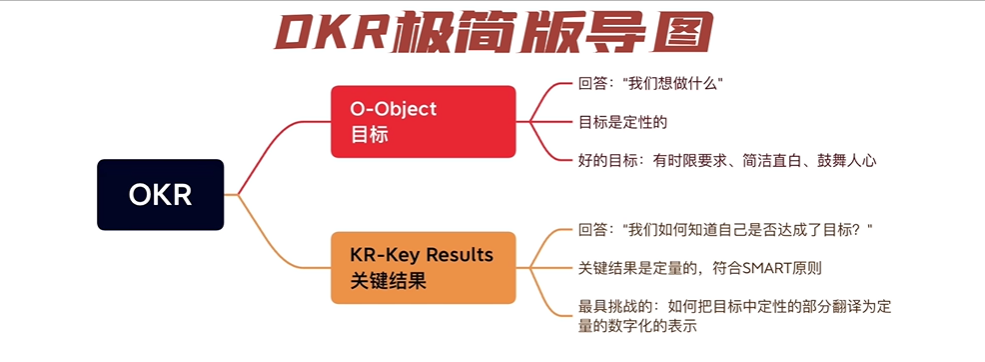 OKR极简版导图
OKR
O-Object
目标
回答："我们想做什么"
目标是定性的
好的目标：有时限要求、简洁直白、鼓舞人心
KR-Key Results
关键结果
回答："我们如何知道自己是否达成了目标？"
关键结果是定量的，符合SMART原则
最具挑战的：如何把目标中定性的部分翻译为定
量的数字化的表示